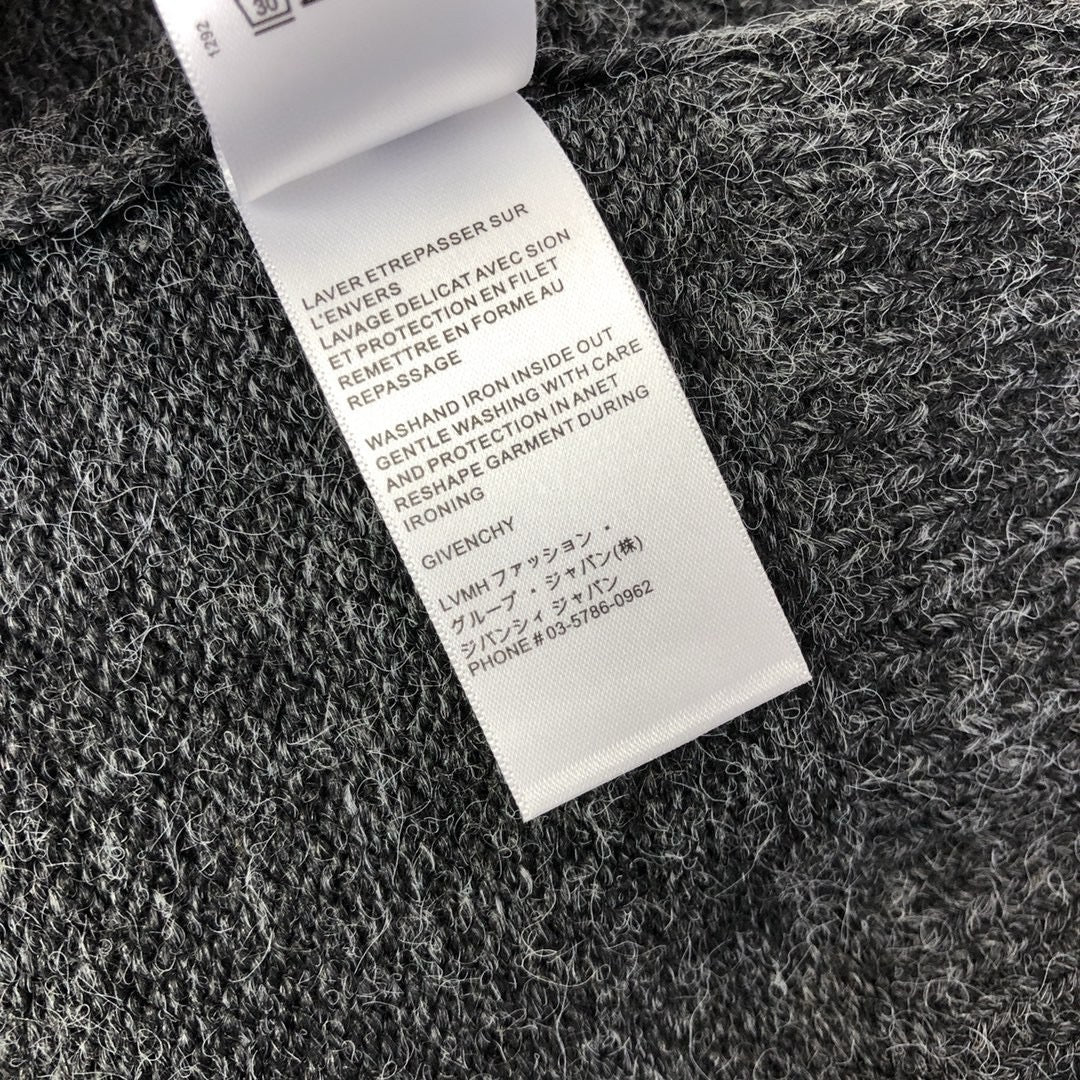 30
1292
LAVER ETREPASSER SUR
L'ENVERS
LAVAGE DELICAT AVEC SION
ET PROTECTION EN FILET
REMETTRE EN FORME AU
REPASSAGE
WASHAND IRON INSIDE OUT
GENTLE WASHING WITH CARE
AND PROTECTION IN ANET
RESHAPE GARMENT DURING
IRONING
GIVENCHY
LVMH ファッション・
グループ・ジャパン(株)
ジバンシィ ジャパン
PHONE # 03-5786-0962